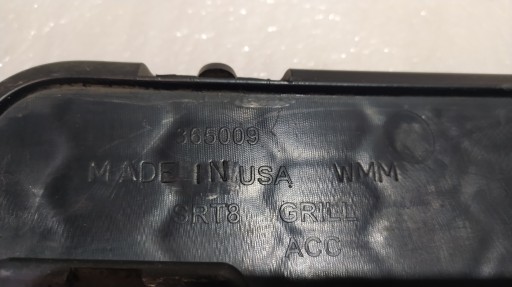 365009
MADE IN USA WMM
SRT8 GRILL
ACC